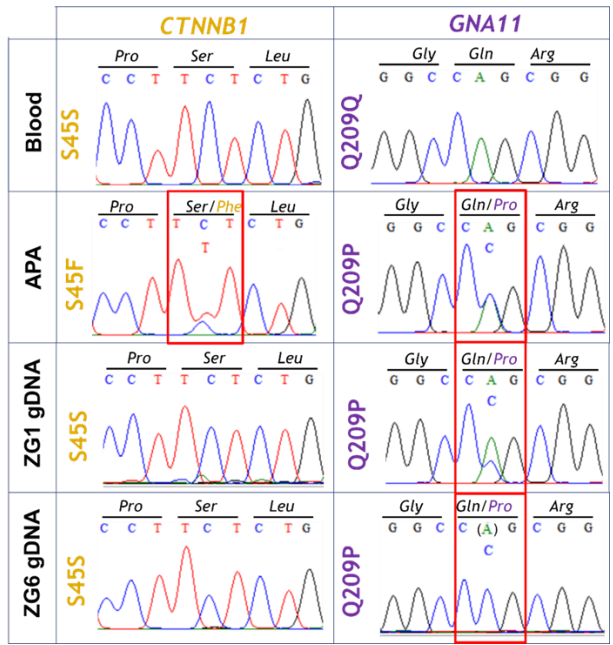 CTNNB1 GNA11
Blood
S45S
Pro Ser Leu
C C T T C T C T G
Q209Q
Gly Gln Arg
G G C C A G C G G
APA
S45F
Pro Ser/Phe Leu
C C T T C T C T G
T
Q209P
Gly Gln/Pro Arg
G G C C A G C G G
C
ZG1 gDNA
S45S
Pro Ser Leu
C C T T C T C T G
Q209P
Gly Gln/Pro Arg
G G C C A G C G G
C
ZG6 gDNA
S45S
Pro Ser Leu
C C T T C T C T G
Q209P
Gly Gln/Pro Arg
G G C C (A) G C G G
C